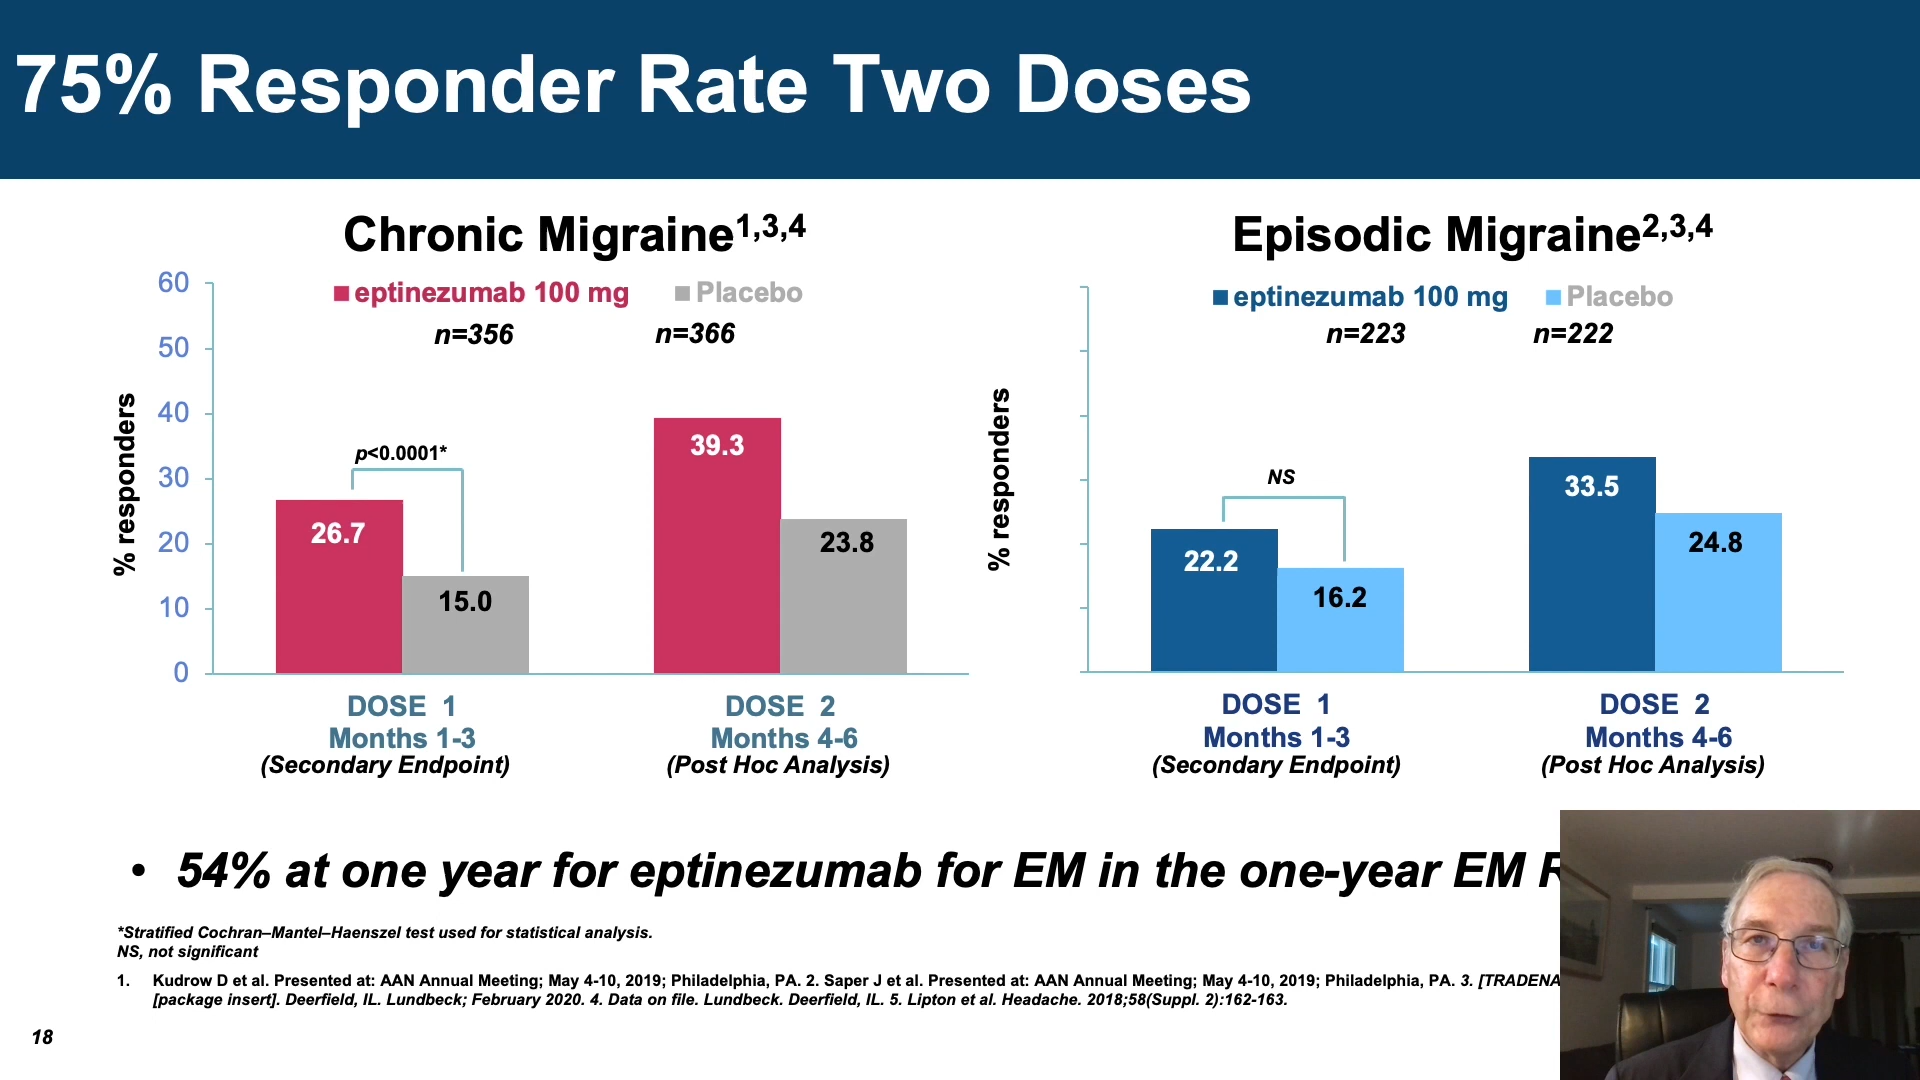 75% Responder Rate Two Doses
Chronic Migraine1,3,4
eptinezumab 100 mg Placebo
n=356 n=366
% responders
60
50
40
30
20
10
0
p<0.0001*
26.7
15.0
39.3
23.8
DOSE 1
Months 1-3
(Secondary Endpoint)
DOSE 2
Months 4-6
(Post Hoc Analysis)
Episodic Migraine2,3,4
eptinezumab 100 mg Placebo
n=223 n=222
% responders
NS
22.2
16.2
33.5
24.8
DOSE 1
Months 1-3
(Secondary Endpoint)
DOSE 2
Months 4-6
(Post Hoc Analysis)
• 54% at one year for eptinezumab for EM in the one-year EM
*Stratified Cochran–Mantel–Haenszel test used for statistical analysis.
NS, not significant
1. Kudrow D et al. Presented at: AAN Annual Meeting; May 4-10, 2019; Philadelphia, PA. 2. Saper J et al. Presented at: AAN Annual Meeting; May 4-10, 2019; Philadelphia, PA. 3. [TRADENA
[package insert]. Deerfield, IL. Lundbeck; February 2020. 4. Data on file. Lundbeck. Deerfield, IL. 5. Lipton et al. Headache. 2018;58(Suppl. 2):162-163.
18